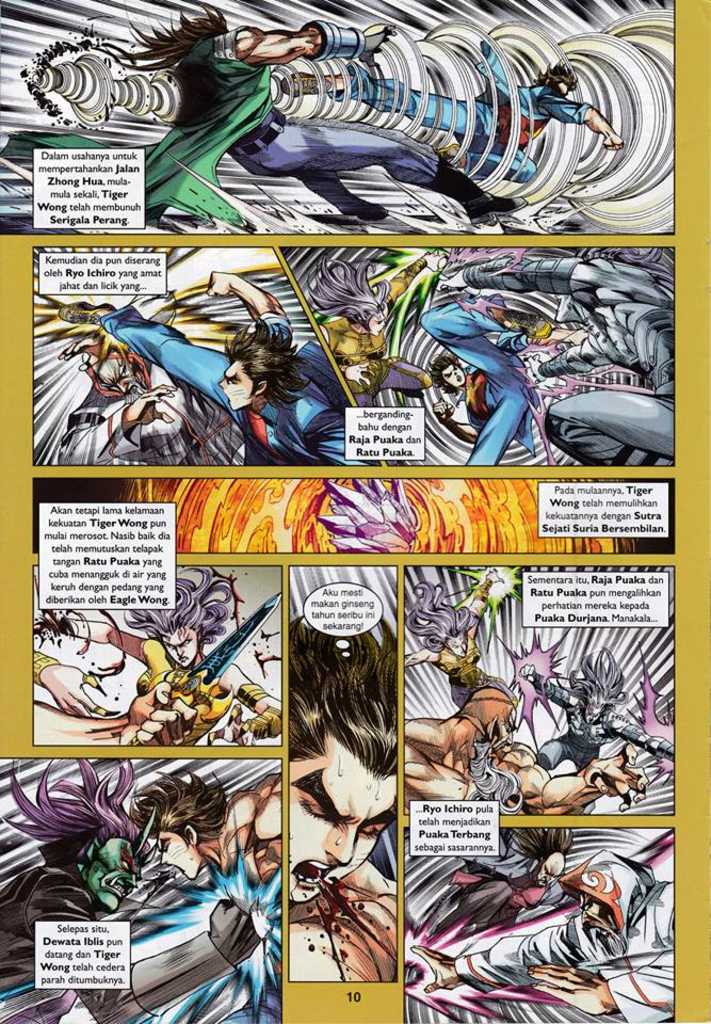 Dalam usahanya untuk
mempertahankan Jalan
Zhong Hua, mula-
mula sekali, Tiger
Wong telah membunuh
Serigala Perang.
Kemudian dia pun diserang
oleh Ryo Ichiro yang amat
jahat dan licik yang...
...berganding-
bahu dengan
Raja Puaka dan
Ratu Puaka.
Akan tetapi lama kelamaan
kekuatan Tiger Wong pun
mulai merosot. Nasib baik dia
telah memutuskan telapak
tangan Ratu Puaka yang
cuba menangguk di air yang
keruh dengan pedang yang
diberikan oleh Eagle Wong.
Pada mulaannya, Tiger
Wong telah memulihkan
kekuatannya dengan Sutra
Sejati Suria Bersembilan.
Aku mesti
makan ginseng
tahun seribu ini
sekarang!
Sementara itu, Raja Puaka dan
Ratu Puaka pun mengalihkan
perhatian mereka kepada
Puaka Durjana. Manakala...
...Ryo Ichiro pula
telah menjadikan
Puaka Terbang
sebagai sasarannya.
Selepas situ,
Dewata Iblis pun
datang dan Tiger
Wong telah cedera
parah ditumbuknya.
10